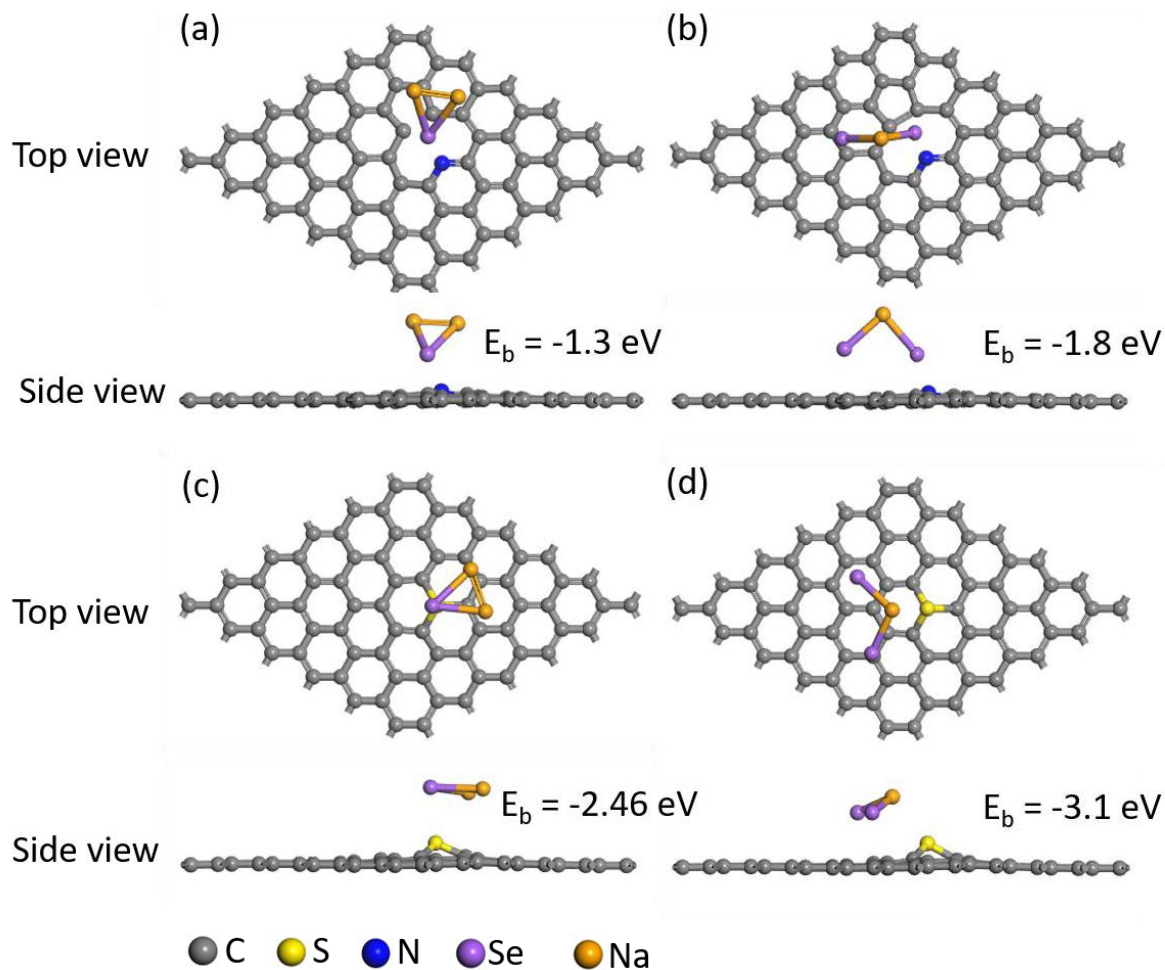 (a)
(b)
Top view
E_b = -1.3 eV
E_b = -1.8 eV
Side view
(c)
(d)
Top view
E_b = -2.46 eV
E_b = -3.1 eV
Side view
C S N Se Na